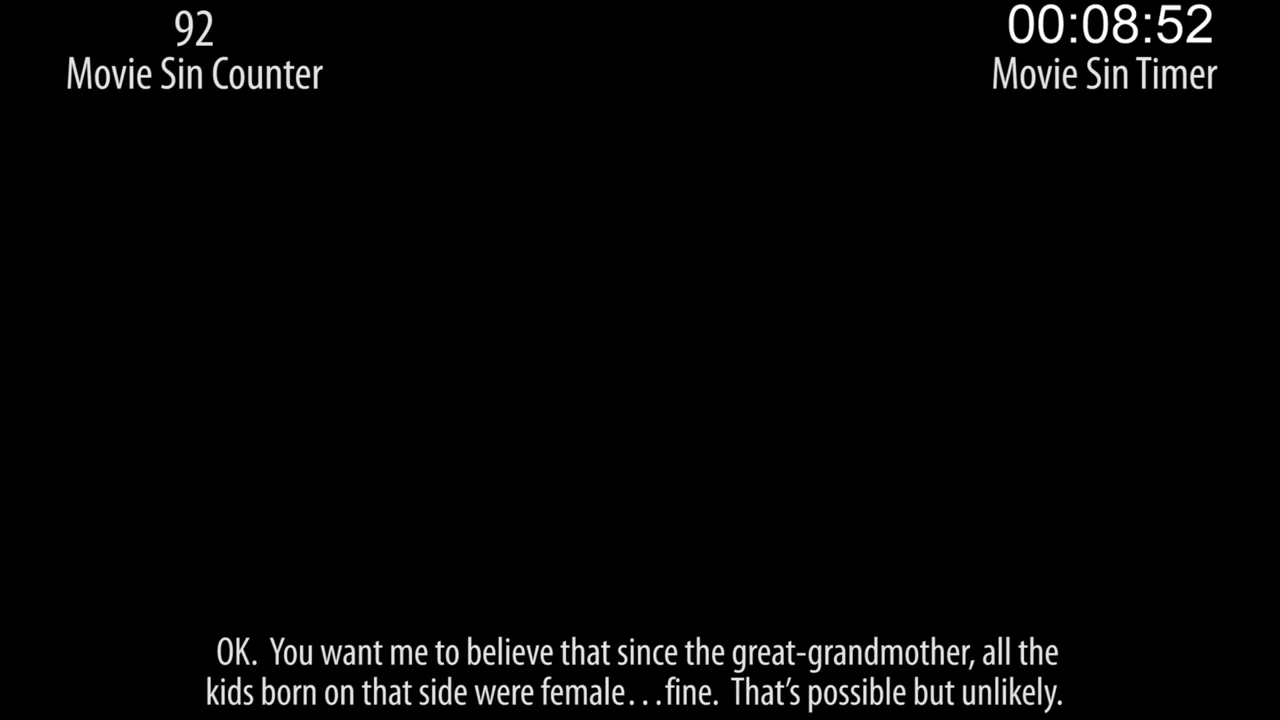 92
Movie Sin Counter
00:08:52
Movie Sin Timer
OK.  You want me to believe that since the great-grandmother, all the
kids born on that side were female...fine.  That's possible but unlikely.